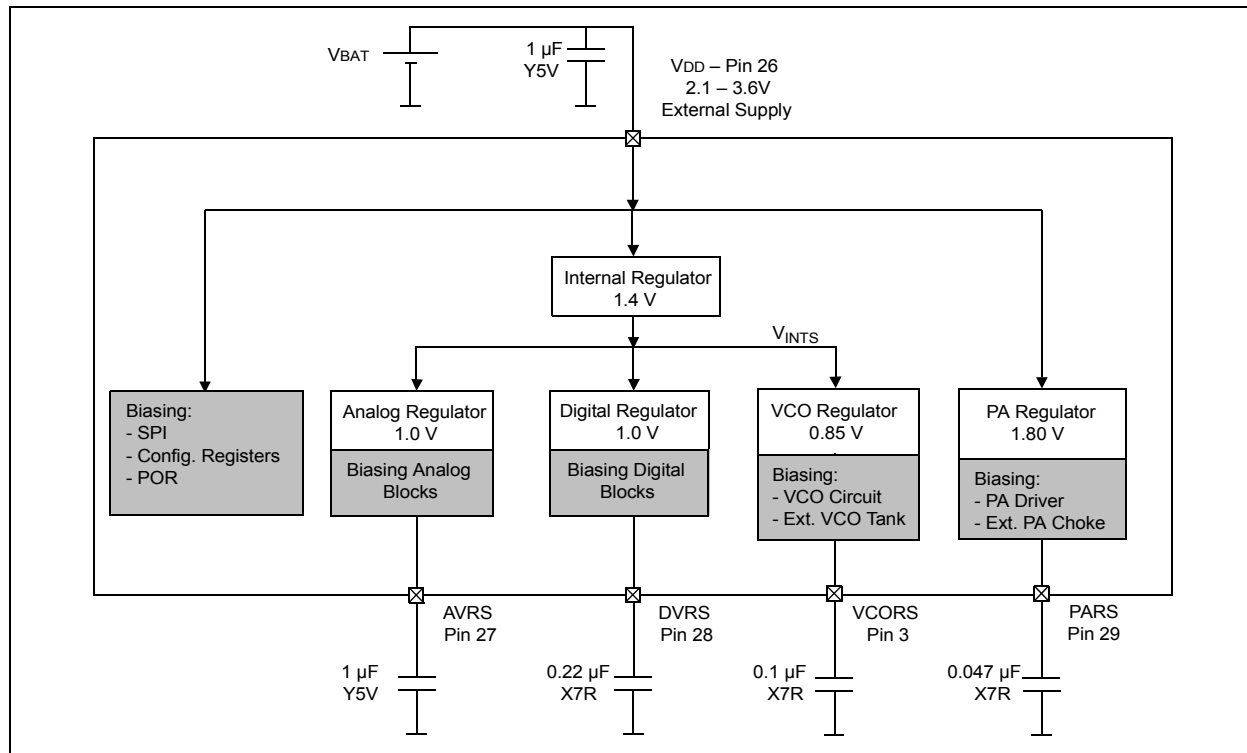 VBAT
1 µF
Y5V
VDD – Pin 26
2.1 – 3.6V
External Supply
Internal Regulator
1.4 V
VINTS
Biasing:
- SPI
- Config. Registers
- POR
Analog Regulator
1.0 V
Biasing Analog
Blocks
Digital Regulator
1.0 V
Biasing Digital
Blocks
VCO Regulator
0.85 V
Biasing:
- VCO Circuit
- Ext. VCO Tank
PA Regulator
1.80 V
Biasing:
- PA Driver
- Ext. PA Choke
AVRS
Pin 27
DVRS
Pin 28
VCORS
Pin 3
PARS
Pin 29
1 µF
Y5V
0.22 µF
X7R
0.1 µF
X7R
0.047 µF
X7R